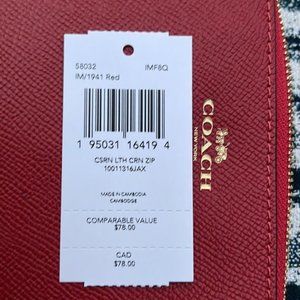 58032 IMF8Q
IM/1941 Red
1 95031 16419 4
CSRN LTH CRN ZIP
10011316JAX
MADE IN CAMBODIA
CAMBODGE
COMPARABLE VALUE
$78.00
CAD
$78.00
COACH
NEW YORK